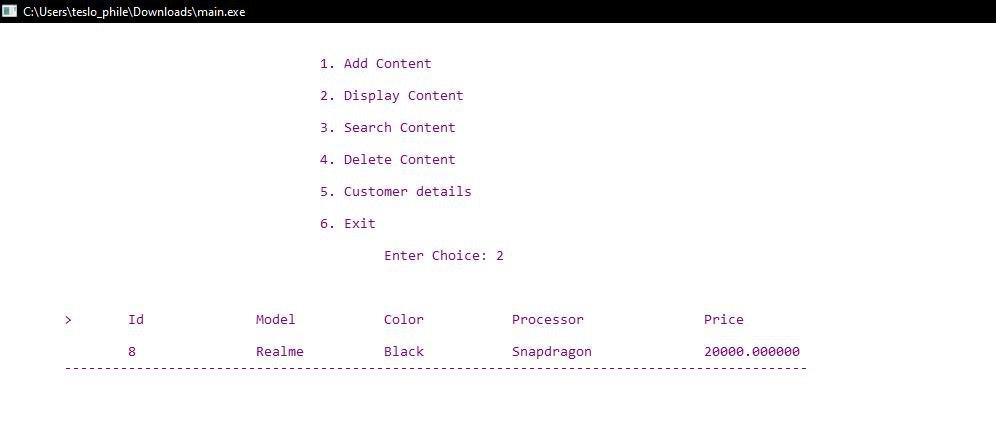 C:\Users\teslo_phile\Downloads\main.exe
1. Add Content
2. Display Content
3. Search Content
4. Delete Content
5. Customer details
6. Exit
Enter Choice: 2
> Id Model Color Processor Price
8 Realme Black Snapdragon 20000.000000
---------------------------------------------------------------------------------------------